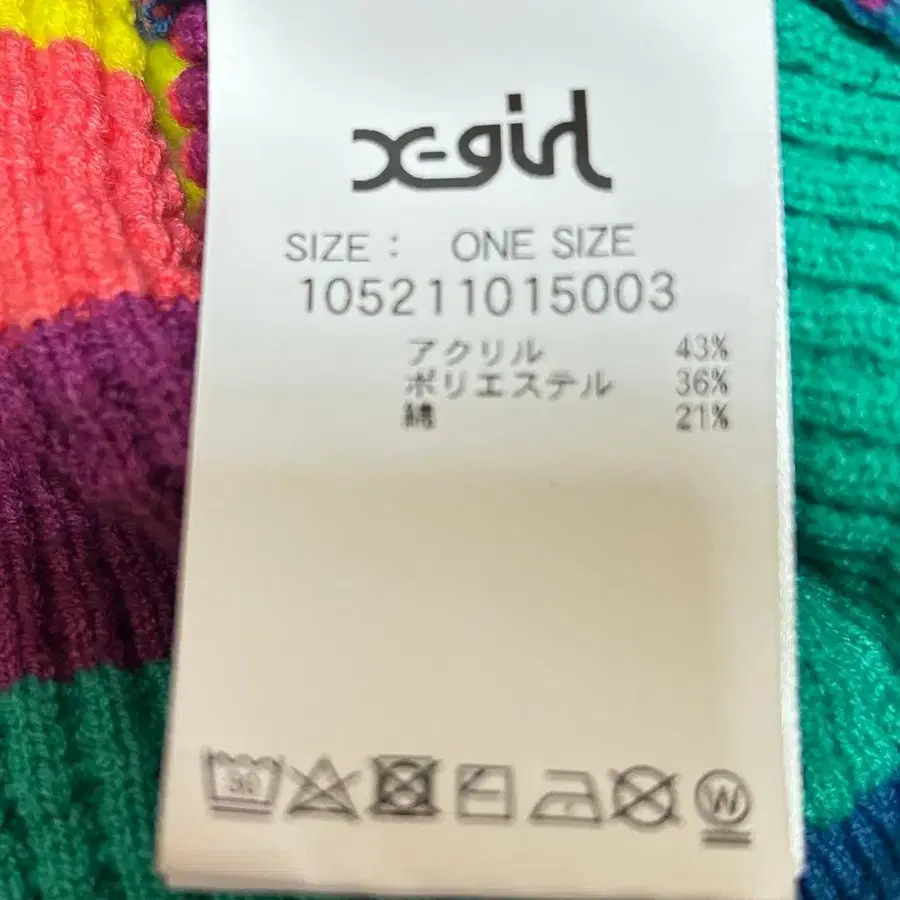 X-girl
SIZE : ONE SIZE
105211015003
アクリル 43%
ポリエステル 36%
綿 21%
30
W